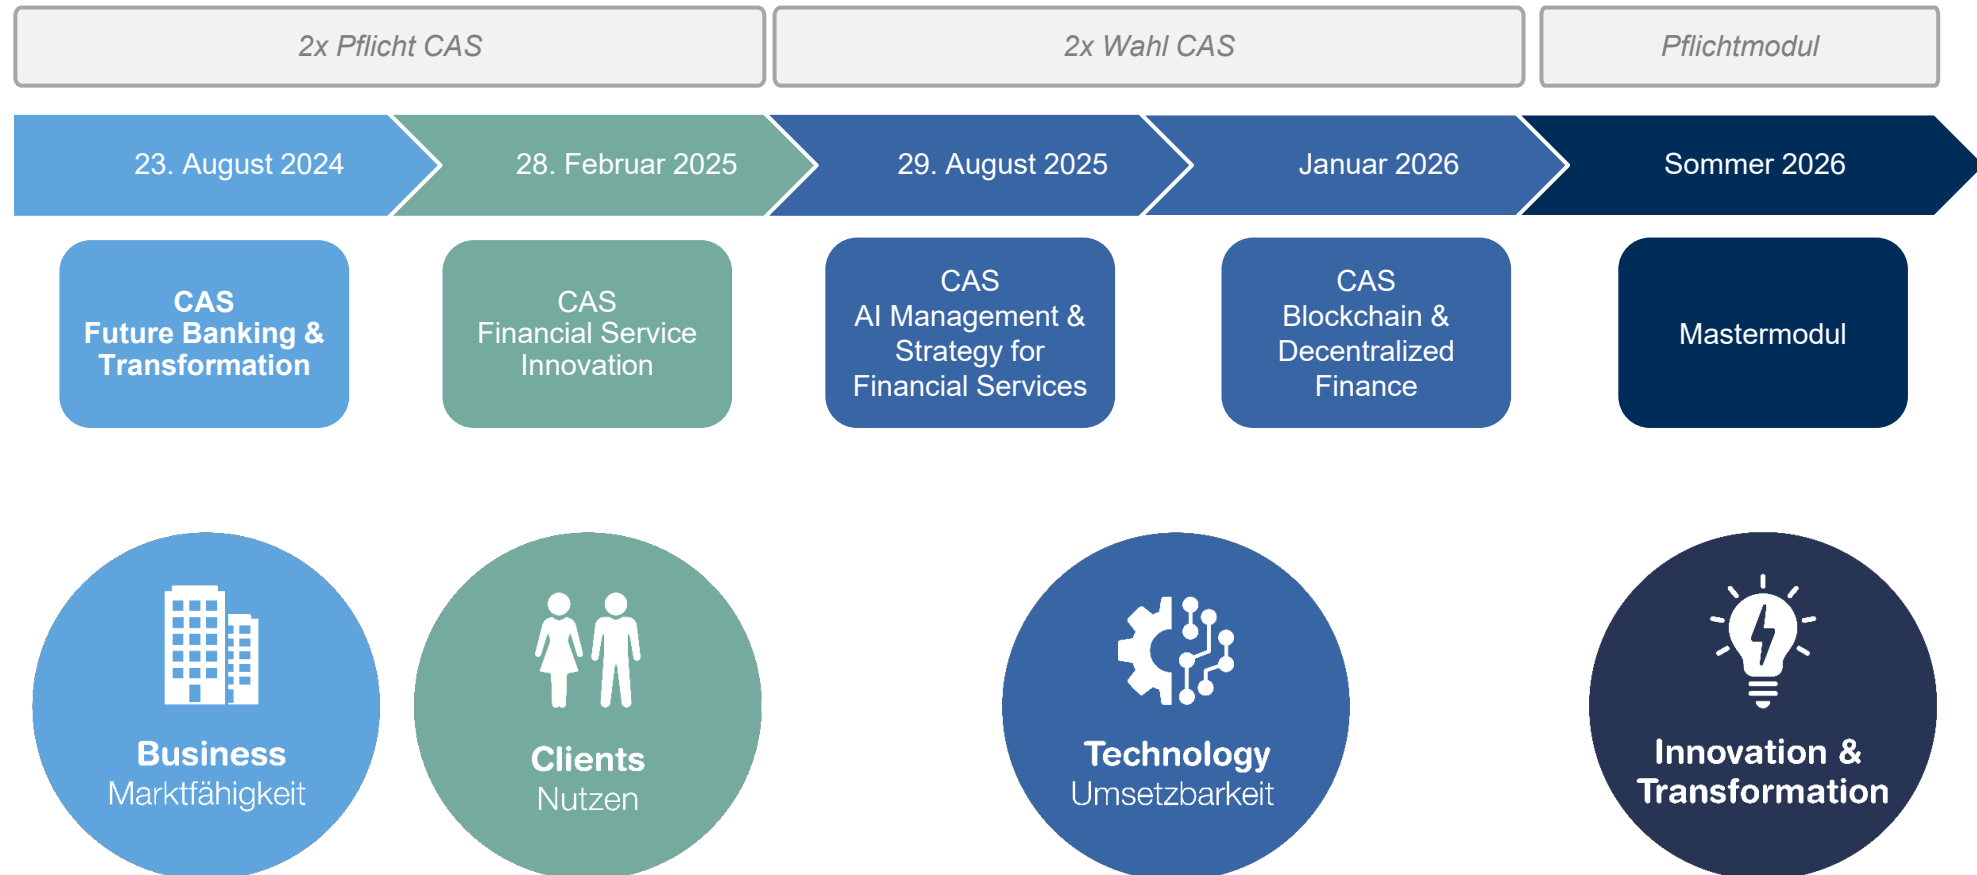 2x Pflicht CAS
2x Wahl CAS
Pflichtmodul
23. August 2024
28. Februar 2025
29. August 2025
Januar 2026
Sommer 2026
CAS
Future Banking &
Transformation
CAS
Financial Service
Innovation
CAS
AI Management &
Strategy for
Financial Services
CAS
Blockchain &
Decentralized
Finance
Mastermodul
Business
Marktfähigkeit
Clients
Nutzen
Technology
Umsetzbarkeit
Innovation &
Transformation